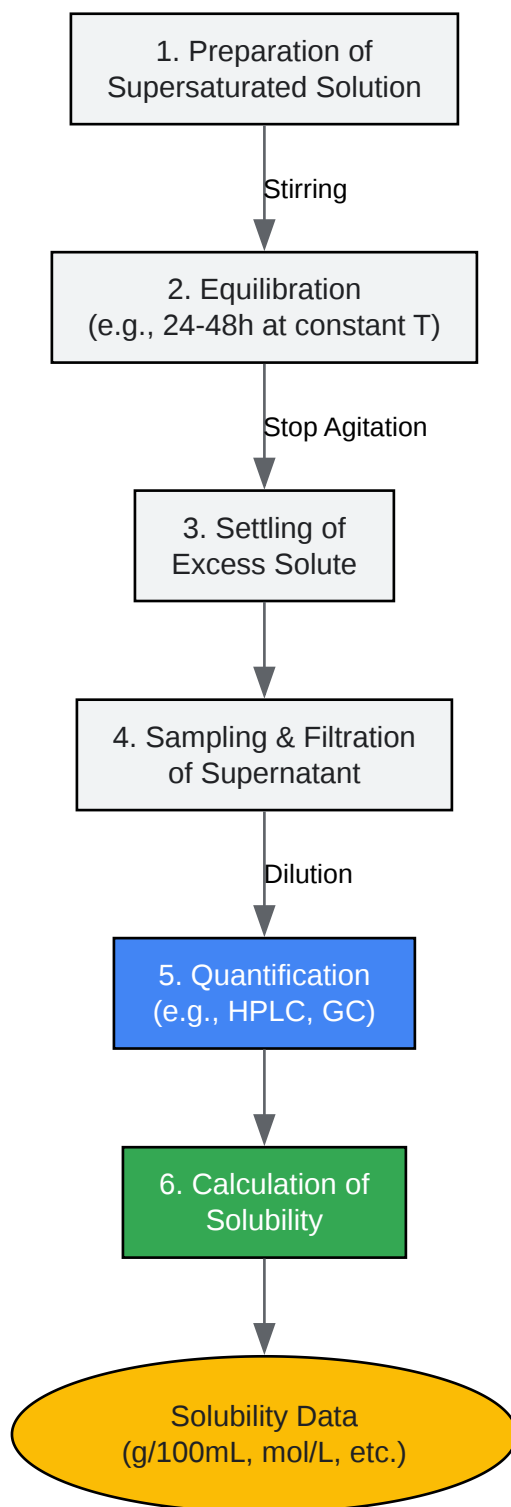 1. Preparation of
Supersaturated Solution
Stirring
2. Equilibration
(e.g., 24-48h at constant T)
Stop Agitation
3. Settling of
Excess Solute
4. Sampling & Filtration
of Supernatant
Dilution
5. Quantification
(e.g., HPLC, GC)
6. Calculation of
Solubility
Solubility Data
(g/100mL, mol/L, etc.)